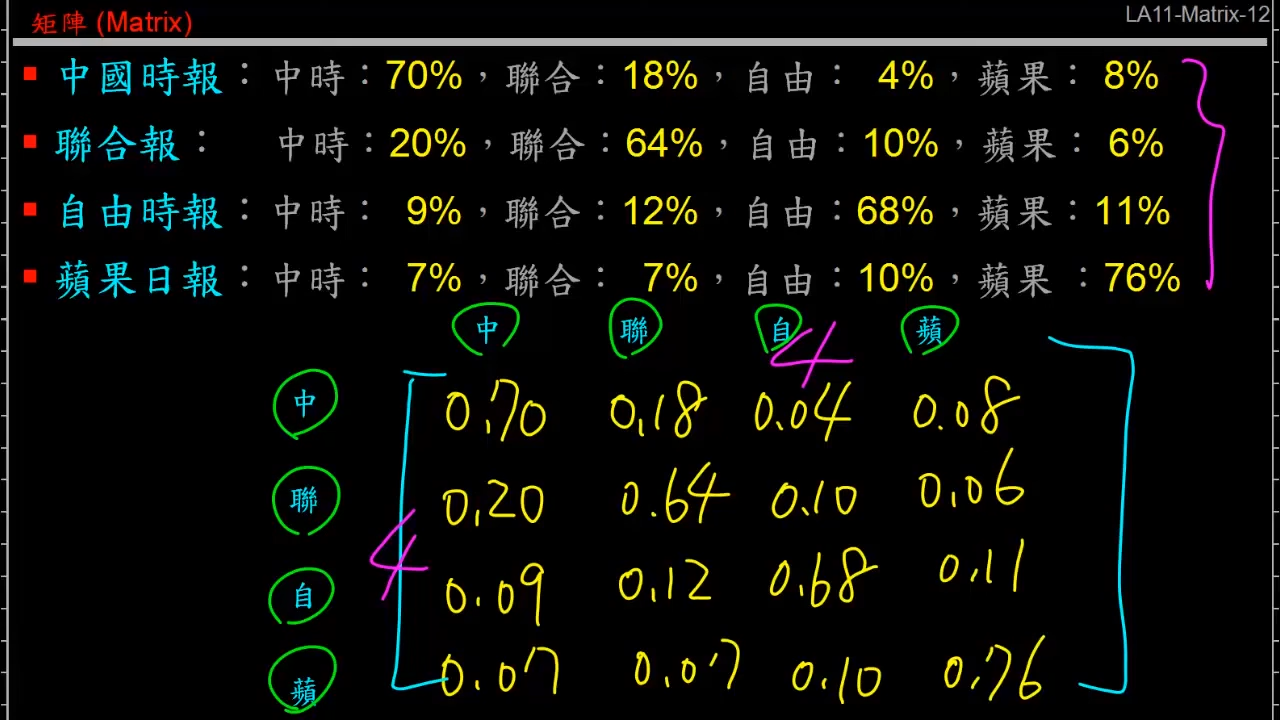 矩陣 (Matrix)
LA11-Matrix-12
中國時報：中時：70%，聯合：18%，自由： 4%，蘋果： 8%
聯合報： 中時：20%，聯合：64%，自由：10%，蘋果： 6%
自由時報：中時： 9%，聯合：12%，自由：68%，蘋果：11%
蘋果日報：中時： 7%，聯合： 7%，自由：10%，蘋果 ：76%
中 聯 自 蘋
4
中 0.70 0.18 0.04 0.08
聯 0.20 0.64 0.10 0.06
4
自 0.09 0.12 0.68 0.11
蘋 0.07 0.07 0.10 0.76